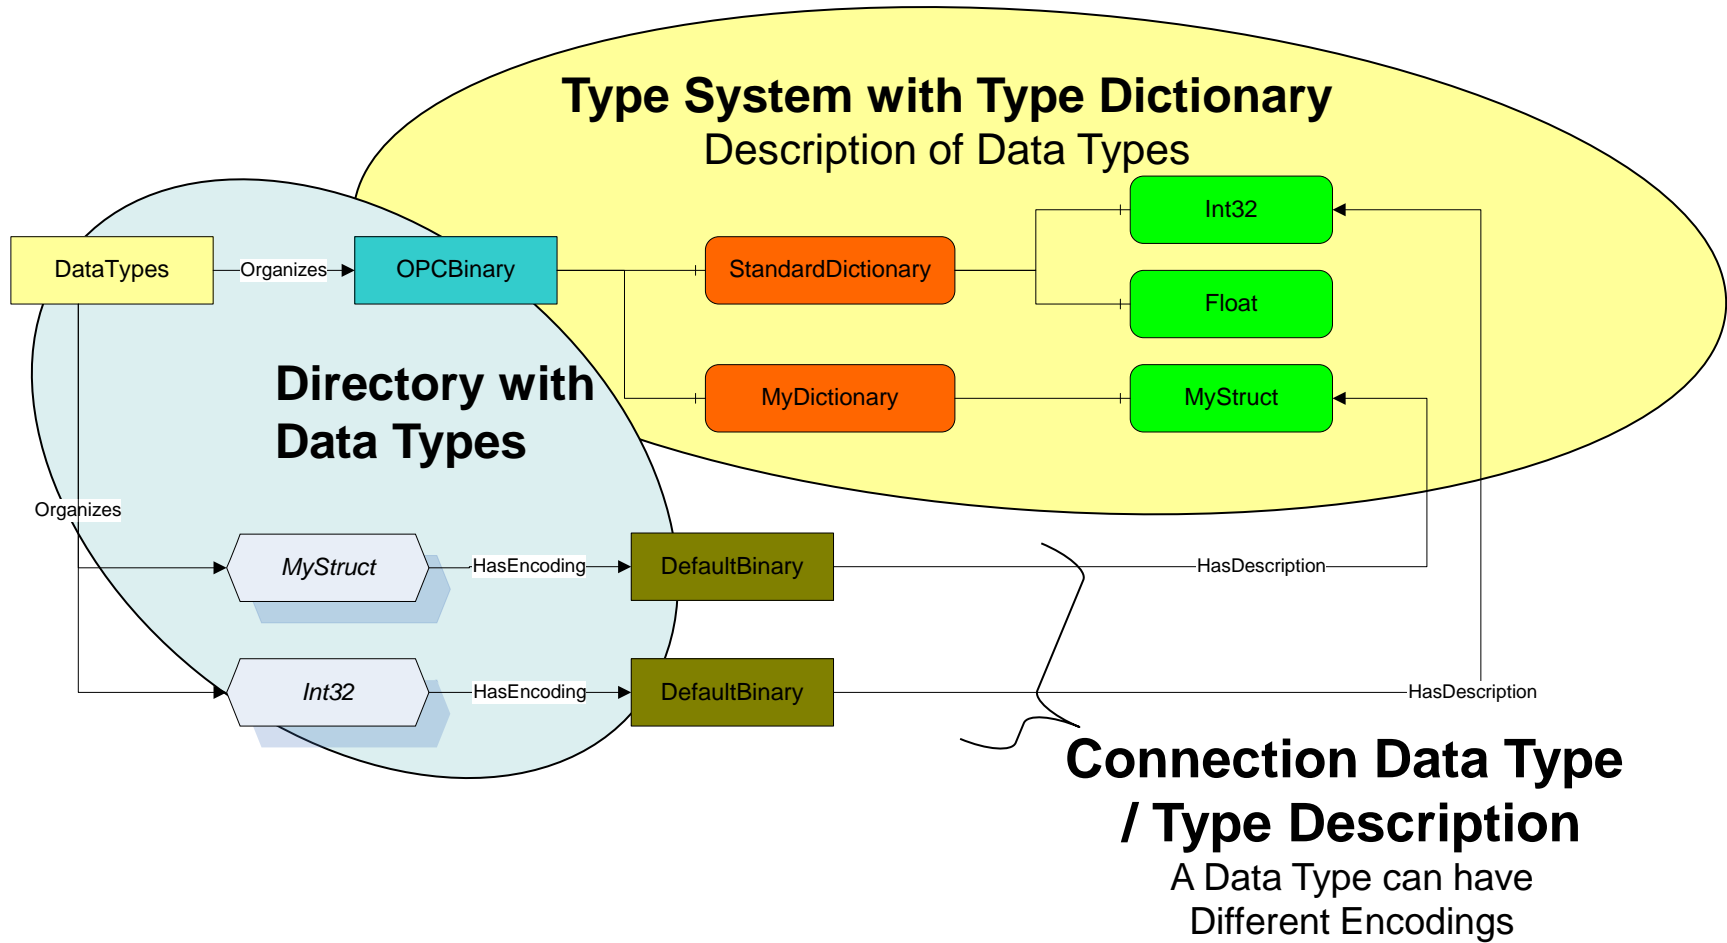 Type System with Type Dictionary
Description of Data Types
Int32
DataTypes
Organizes
OPCBinary
StandardDictionary
Float
Directory with
Data Types
MyDictionary
MyStruct
Organizes
MyStruct
HasEncoding
DefaultBinary
HasDescription
Int32
HasEncoding
DefaultBinary
HasDescription
Connection Data Type
/ Type Description
A Data Type can have
Different Encodings